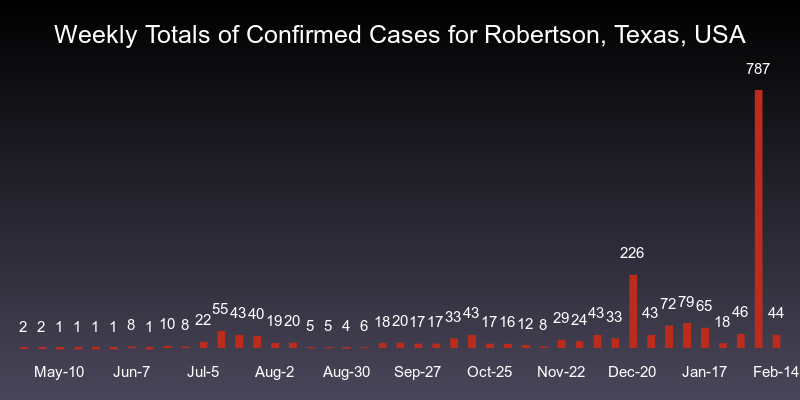 Weekly Totals of Confirmed Cases for Robertson, Texas, USA
787
226
2 2 1 1 1 1 8 1 10 8 22 55 43 40 19 20 5 5 4 6 18 20 17 17 33 43 17 16 12 8 29 24 43 33 43 72 79 65 18 46 44
May-10 Jun-7 Jul-5 Aug-2 Aug-30 Sep-27 Oct-25 Nov-22 Dec-20 Jan-17 Feb-14